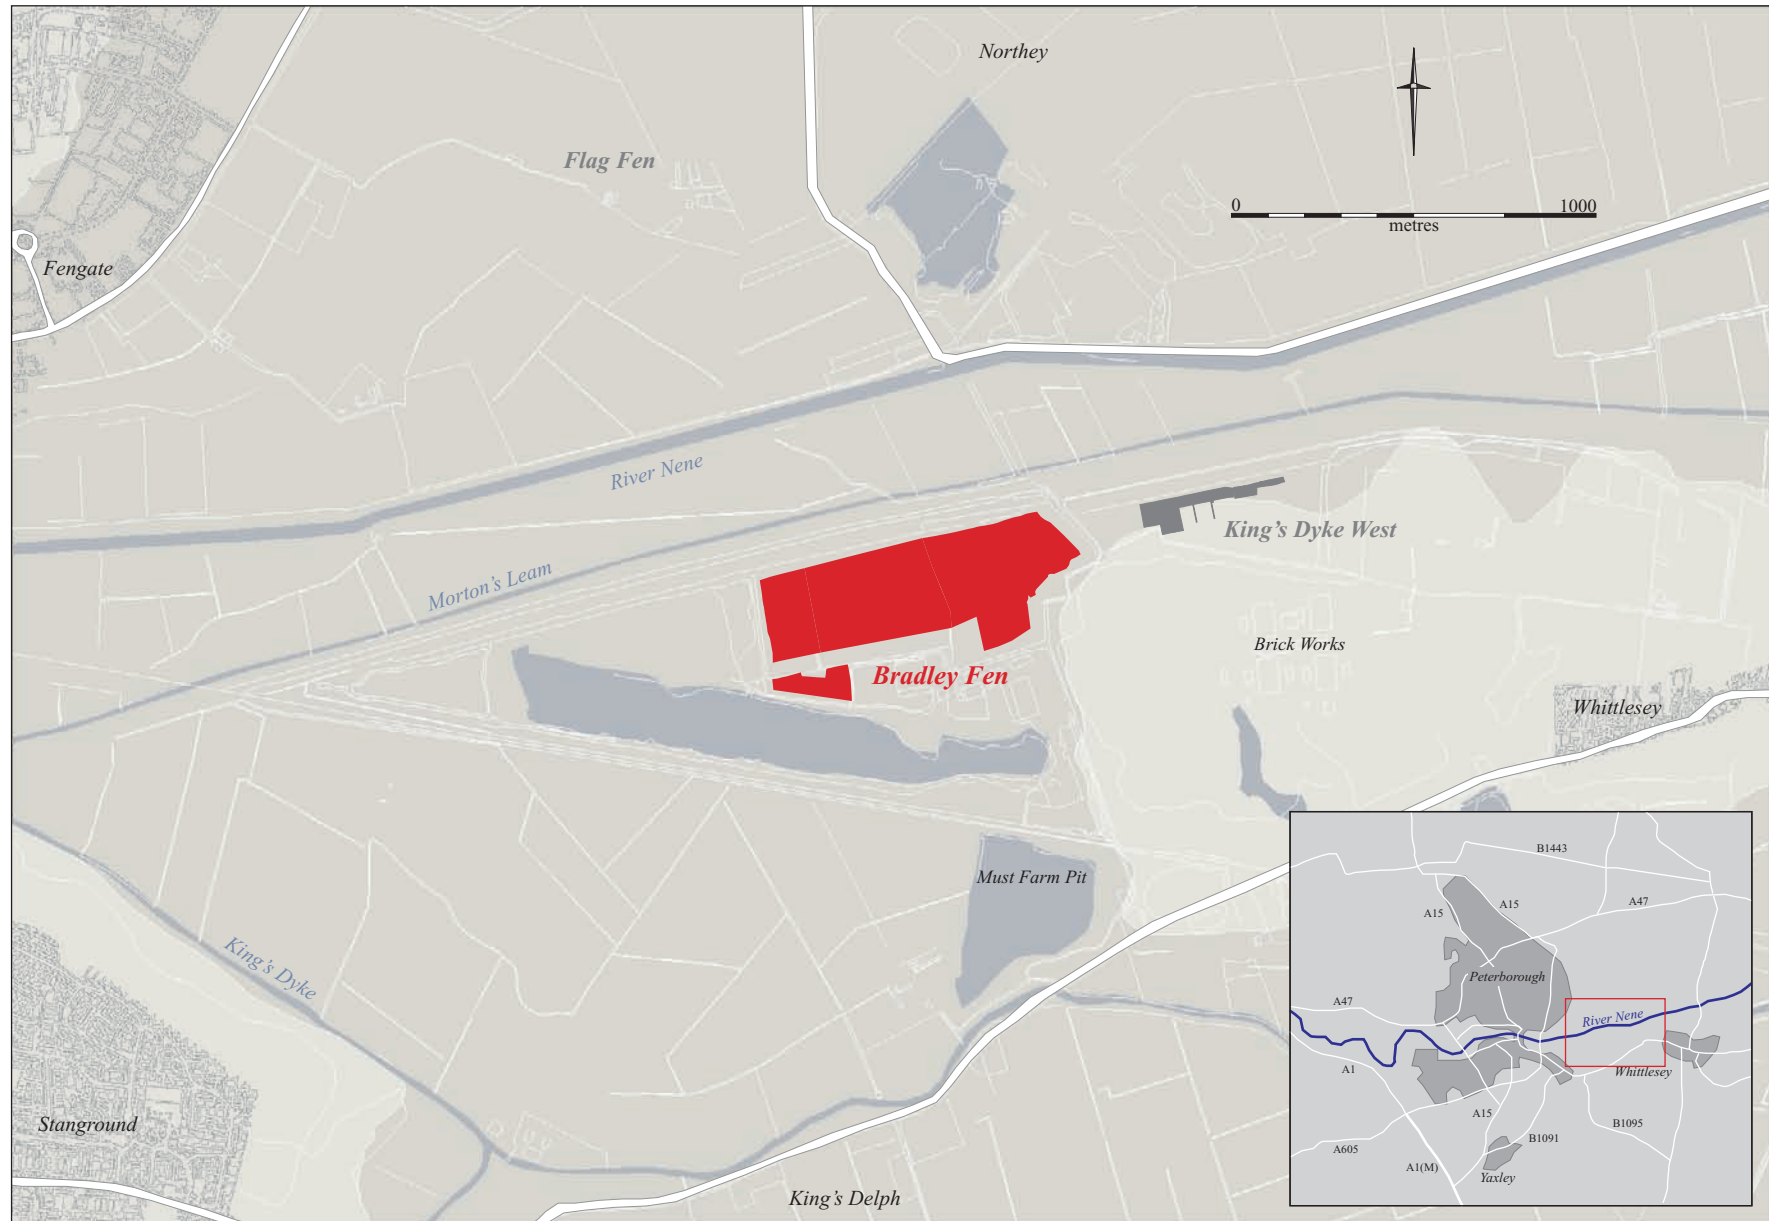 Northey
Flag Fen
0 1000
metres
Fengate
River Nene
King's Dyke West
Morton's Leam
Brick Works
Bradley Fen
Whittlesey
Must Farm Pit
King's Dyke
Stanground
King's Delph
B1443
A15
A15
A47
Peterborough
A47
River Nene
A1
Whittlesey
A15
B1095
B1091
A605
A1(M)
Yaxley